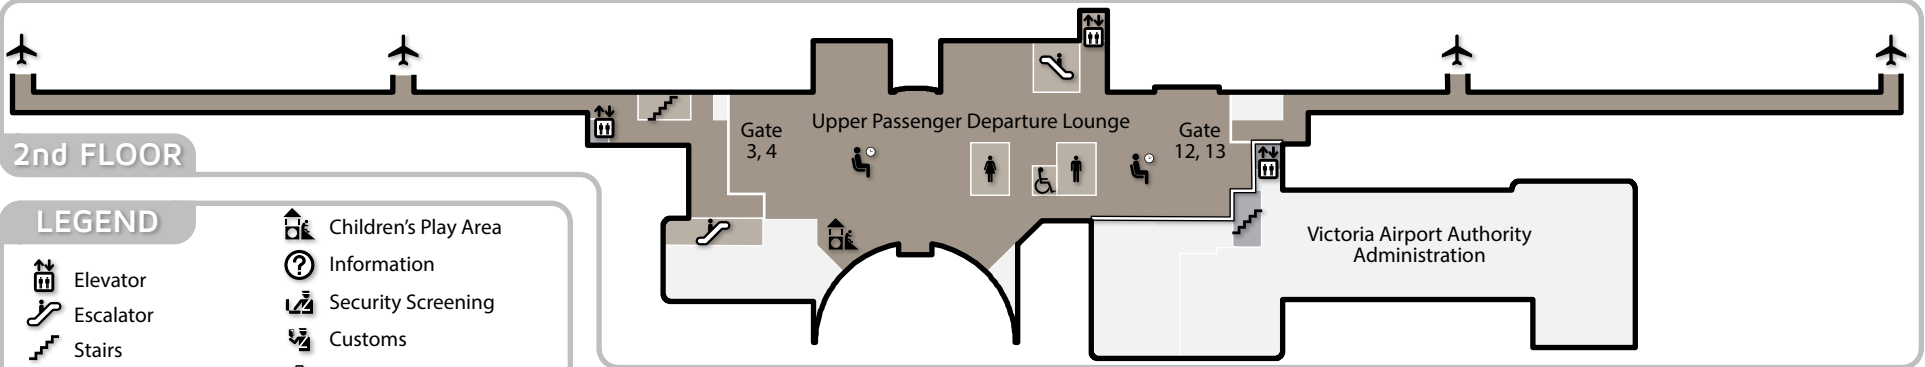 Upper Passenger Departure Lounge
Gate
3, 4
Gate
12, 13
2nd FLOOR
Victoria Airport Authority
Administration
LEGEND
Elevator
Escalator
Stairs
Children's Play Area
? Information
Security Screening
Customs